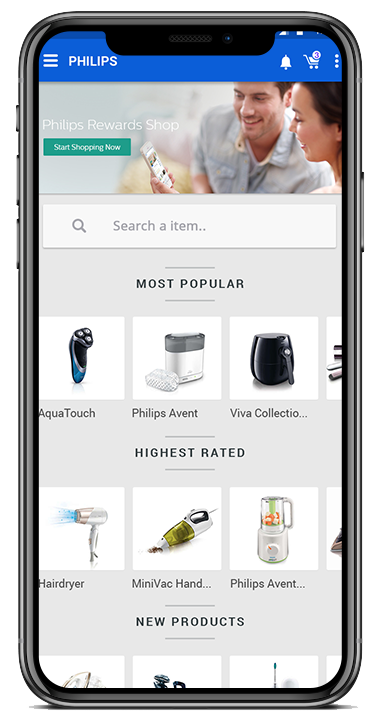 PHILIPS
3
Philips Rewards Shop
Start Shopping Now
Search a item..
MOST POPULAR
AquaTouch
Philips Avent
Viva Collectio...
HIGHEST RATED
Hairdryer
MiniVac Hand...
Philips Avent...
NEW PRODUCTS